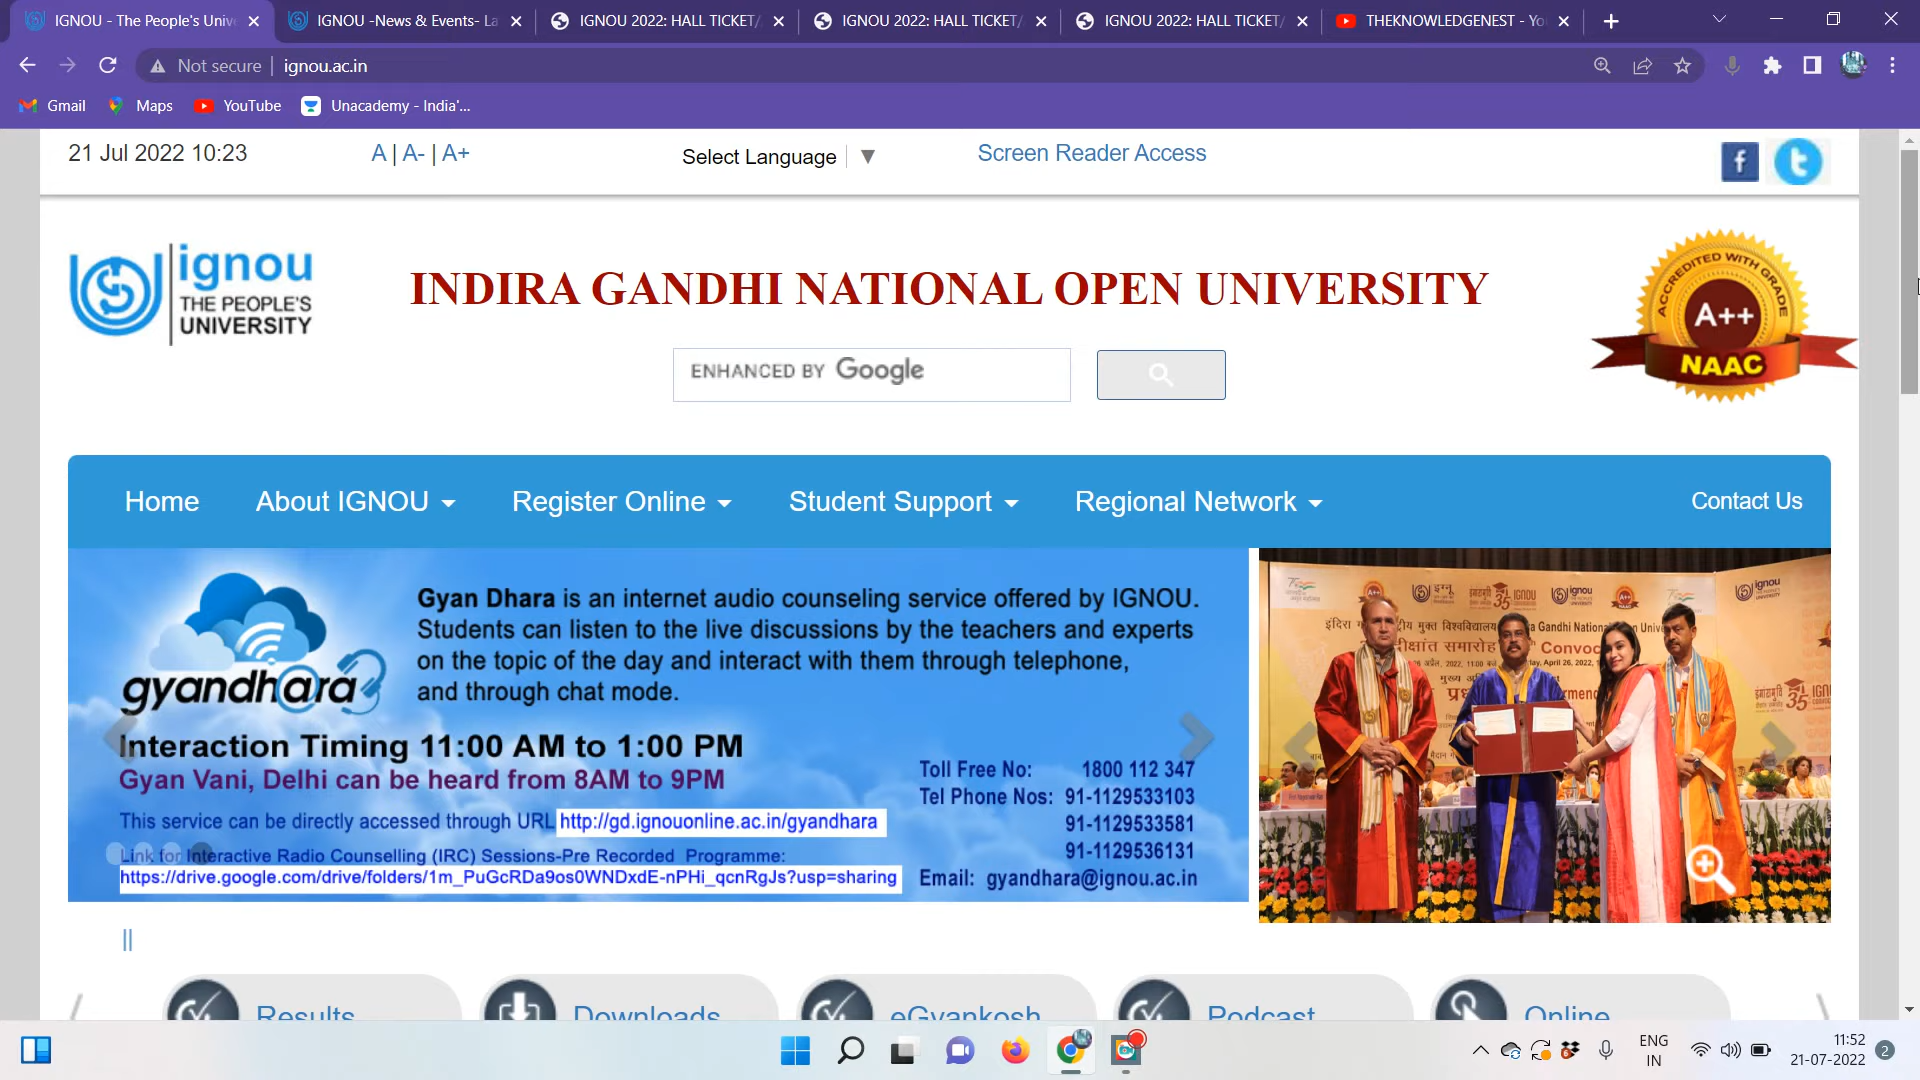 IGNOU - The People's Unive
IGNOU -News & Events- La
IGNOU 2022: HALL TICKET/
IGNOU 2022: HALL TICKET/
IGNOU 2022: HALL TICKET/
THEKNOWLEDGENEST - Yo
Not secure
ignou.ac.in
Gmail
Maps
YouTube
Unacademy - India'...
21 Jul 2022 10:23
A | A- | A+
Select Language
Screen Reader Access
ignou
THE PEOPLE'S
UNIVERSITY
INDIRA GANDHI NATIONAL OPEN UNIVERSITY
ACCREDITED WITH GRADE
A++
NAAC
ENHANCED BY Google
Home
About IGNOU
Register Online
Student Support
Regional Network
Contact Us
gyandhara
Gyan Dhara is an internet audio counseling service offered by IGNOU.
Students can listen to the live discussions by the teachers and experts
on the topic of the day and interact with them through telephone,
and through chat mode.
Interaction Timing 11:00 AM to 1:00 PM
Gyan Vani, Delhi can be heard from 8AM to 9PM
This service can be directly accessed through URL http://gd.ignouonline.ac.in/gyandhara
Link for Interactive Radio Counselling (IRC) Sessions-Pre Recorded Programme:
https://drive.google.com/drive/folders/1m_PuGcRDa9os0WNDxdE-nPHi_qcnRgJs?usp=sharing
Toll Free No: 1800 112 347
Tel Phone Nos: 91-1129533103
91-1129533581
91-1129536131
Email: gyandhara@ignou.ac.in
Results
Downloads
eGyankosh
Podcast
Online
ENG
IN
11:52
21-07-2022
2